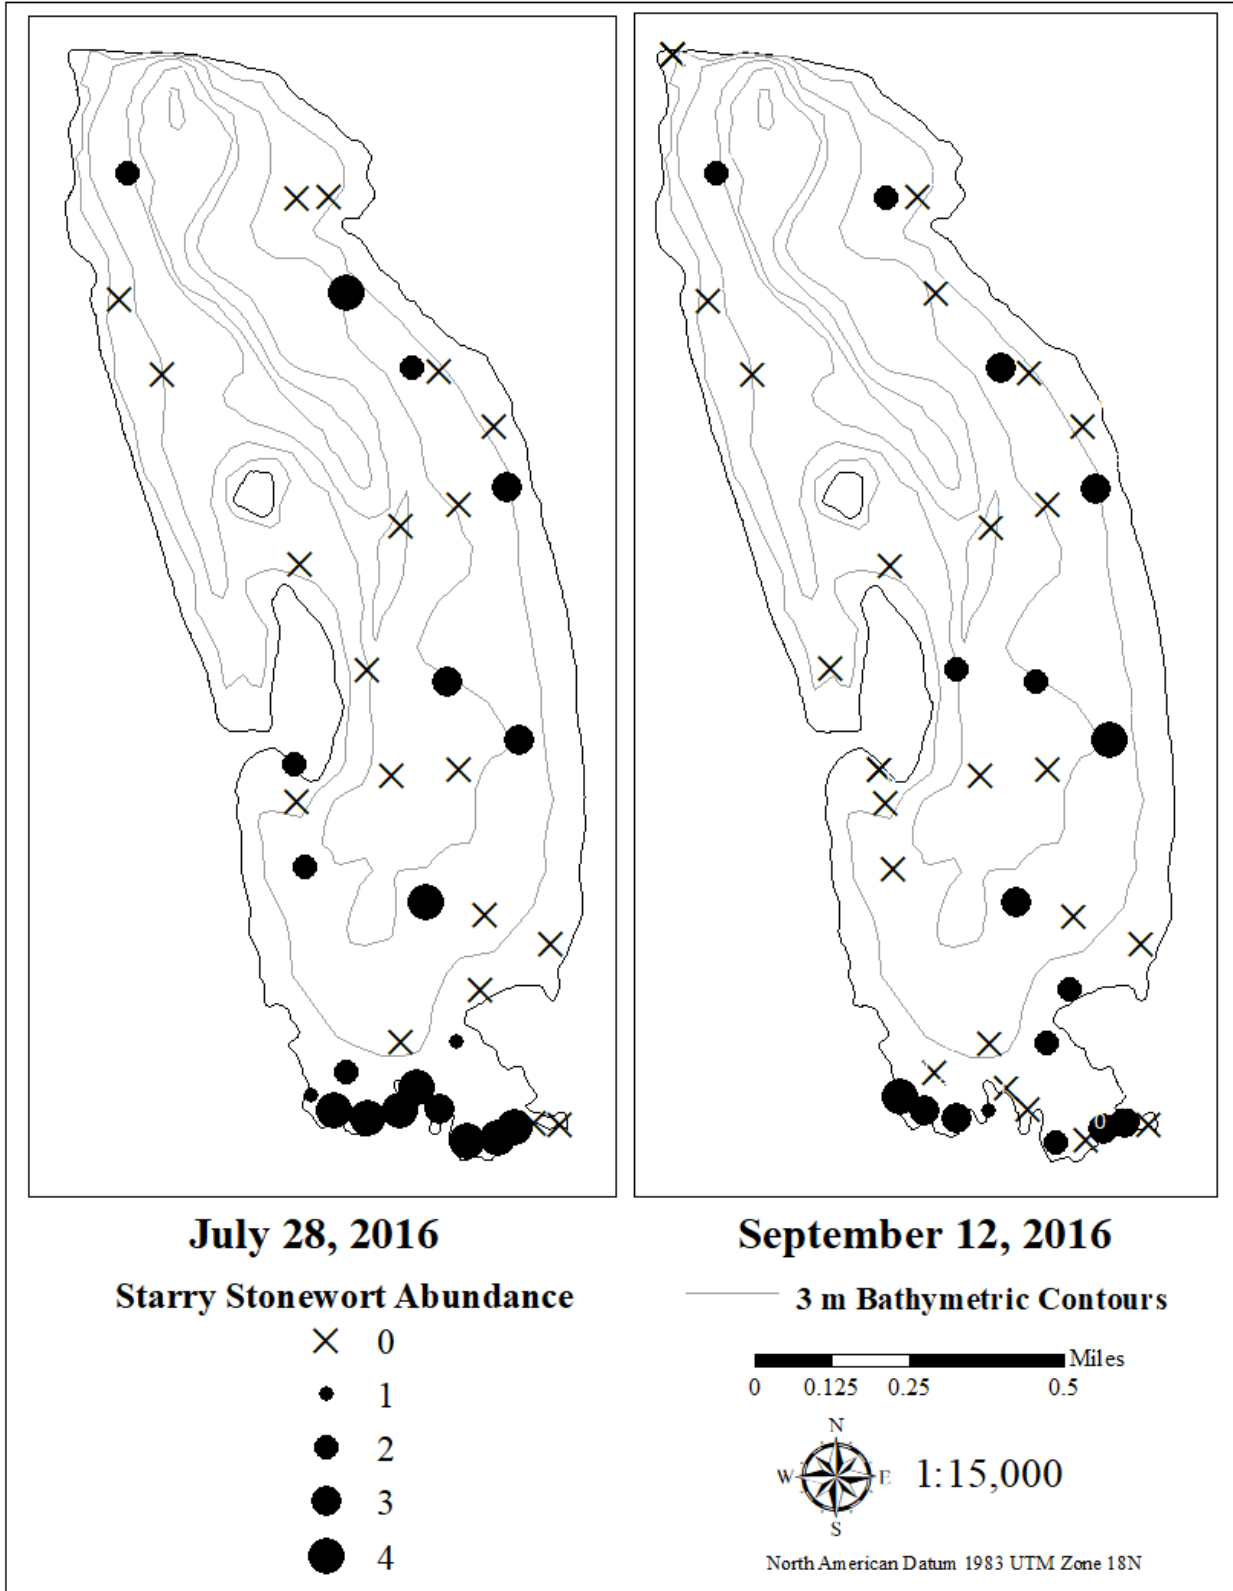 0
July 28, 2016
September 12, 2016
Starry Stonewort Abundance
0
1
2
3
4
3 m Bathymetric Contours
Miles
0 0.125 0.25 0.5
N
W E
S
1:15,000
North American Datum 1983 UTM Zone 18N